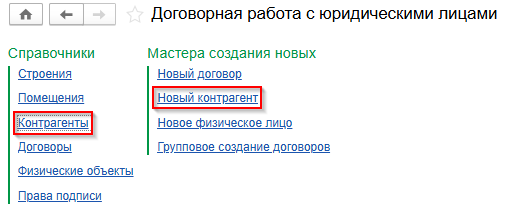 Договорная работа с юридическими лицами
Справочники
Строения
Помещения
Контрагенты
Договоры
Физические объекты
Права подписи
Мастера создания новых
Новый договор
Новый контрагент
Новое физическое лицо
Групповое создание договоров